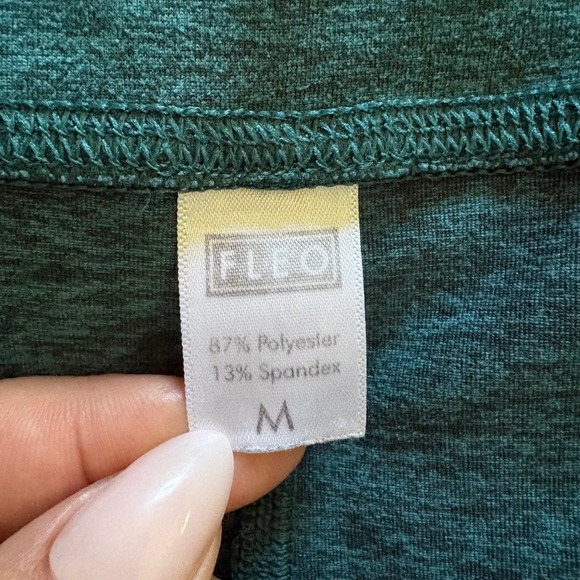 FLEO
87% Polyester
13% Spandex
M